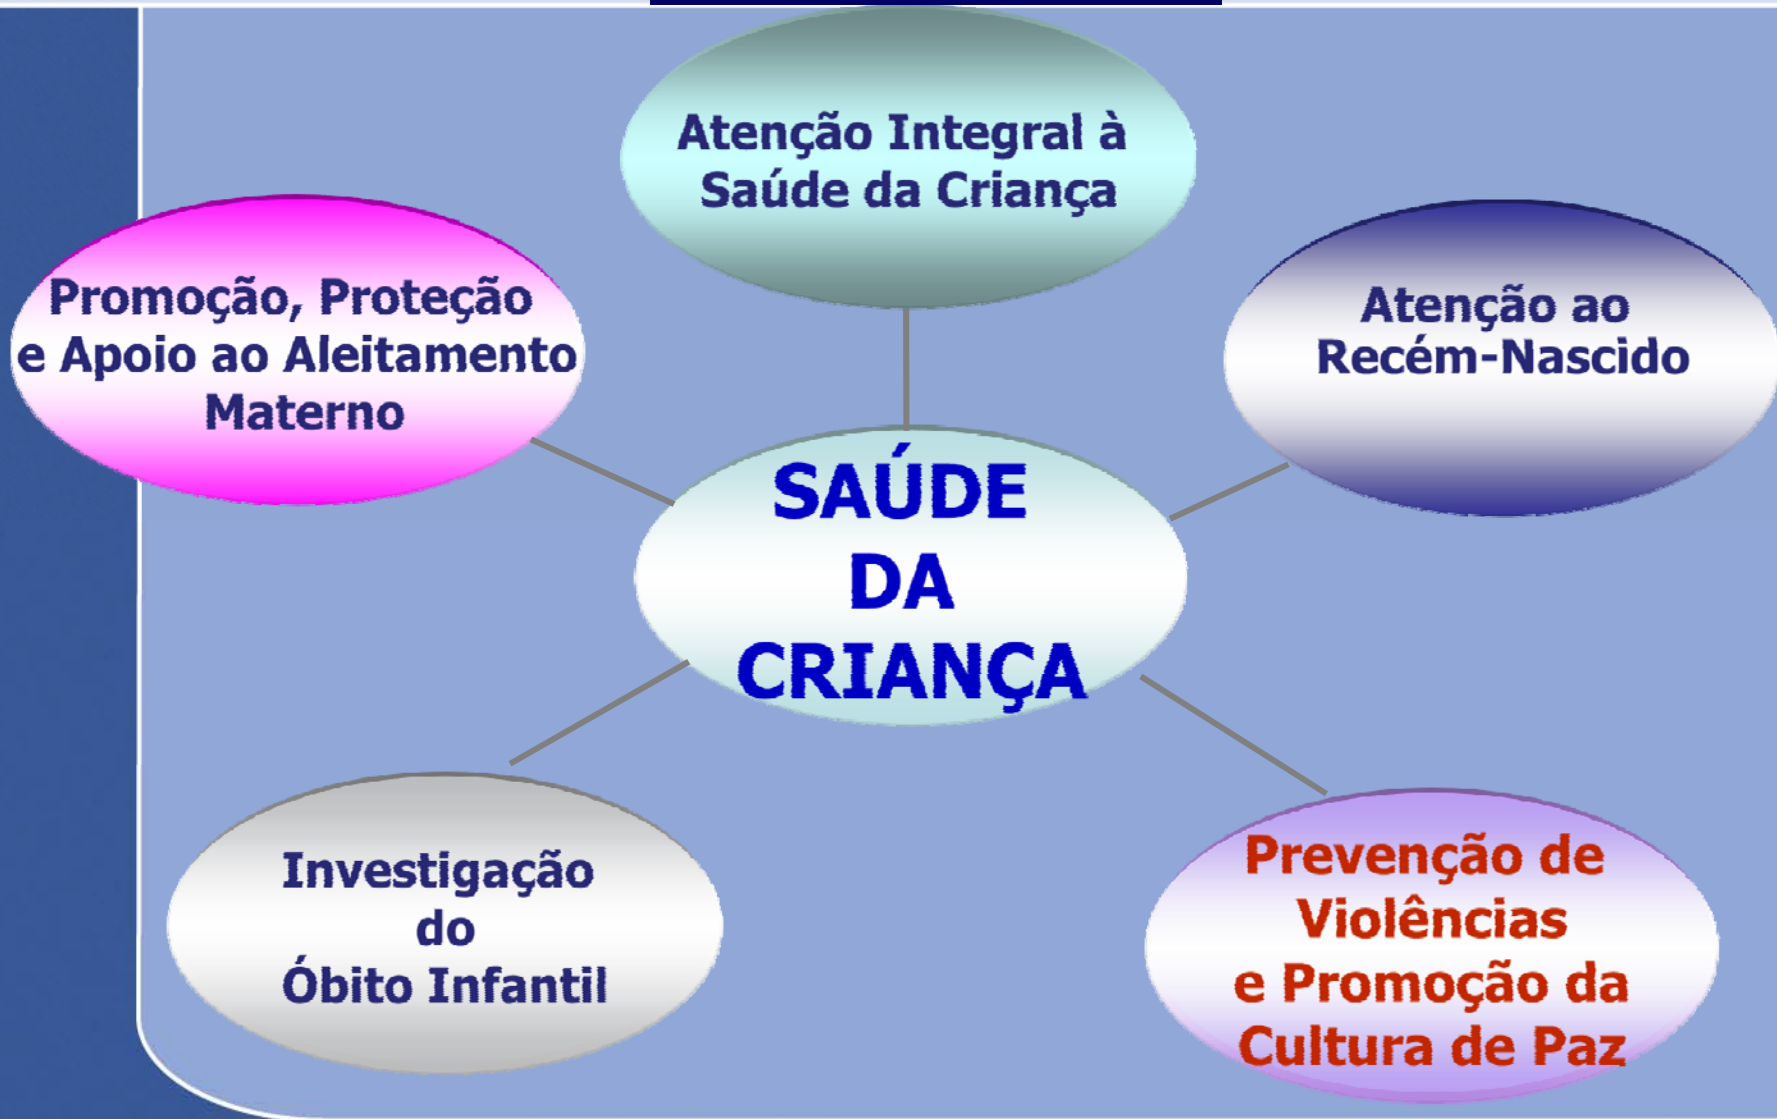 Atenção Integral à
Saúde da Criança
Promoção, Proteção
e Apoio ao Aleitamento
Materno
Atenção ao
Recém-Nascido
SAÚDE
DA
CRIANÇA
Investigação
do
Óbito Infantil
Prevenção de
Violências
e Promoção da
Cultura de Paz